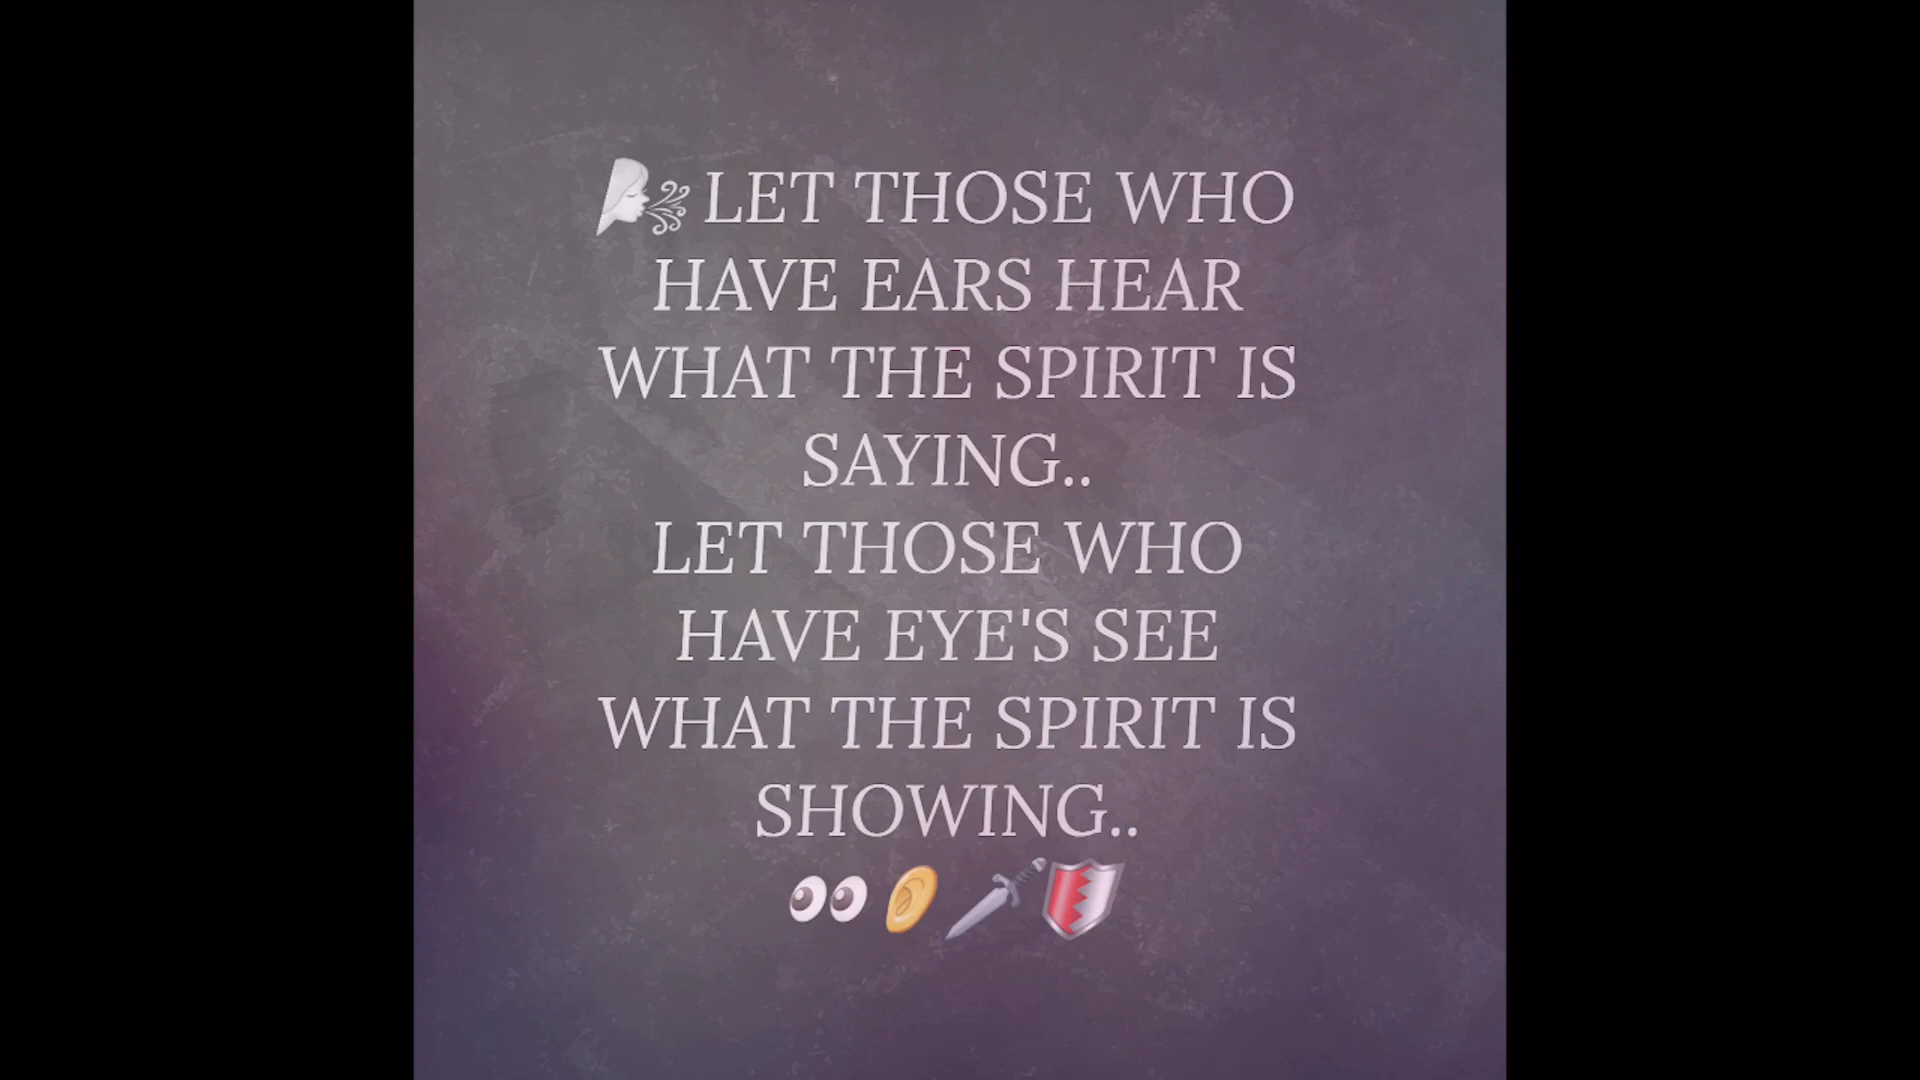 LET THOSE WHO
HAVE EARS HEAR
WHAT THE SPIRIT IS
SAYING..
LET THOSE WHO
HAVE EYE'S SEE
WHAT THE SPIRIT IS
SHOWING..